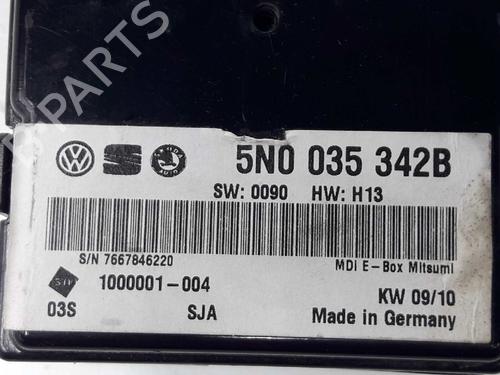 B-PARTS
5N0 035 342B
SW: 0090 HW: H13
S/N 7667846220
MDI E-Box Mitsumi
1000001-004
KW 09/10
03S
SJA
Made in Germany